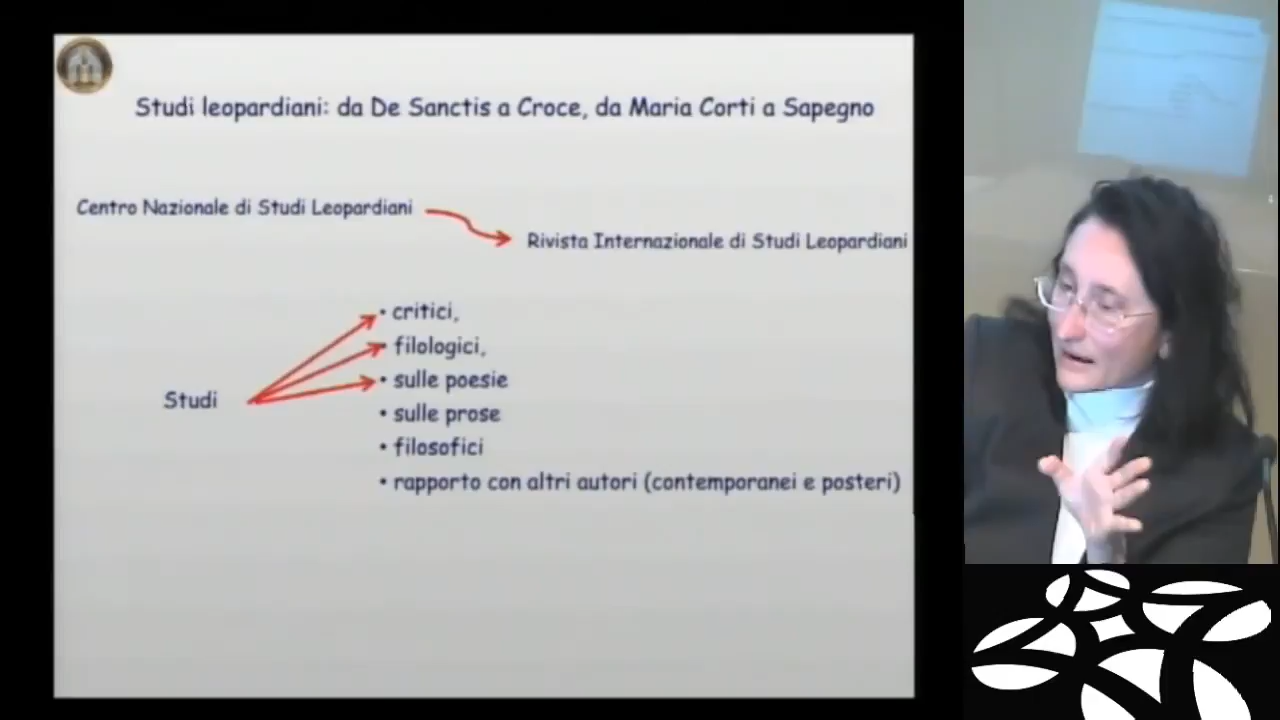 Studi leopardiani: da De Sanctis a Croce, da Maria Corti a Sapegno
Centro Nazionale di Studi Leopardiani
Rivista Internazionale di Studi Leopardiani
• critici,
• filologici,
• sulle poesie
Studi
• sulle prose
• filosofici
• rapporto con altri autori (contemporanei e posteri)